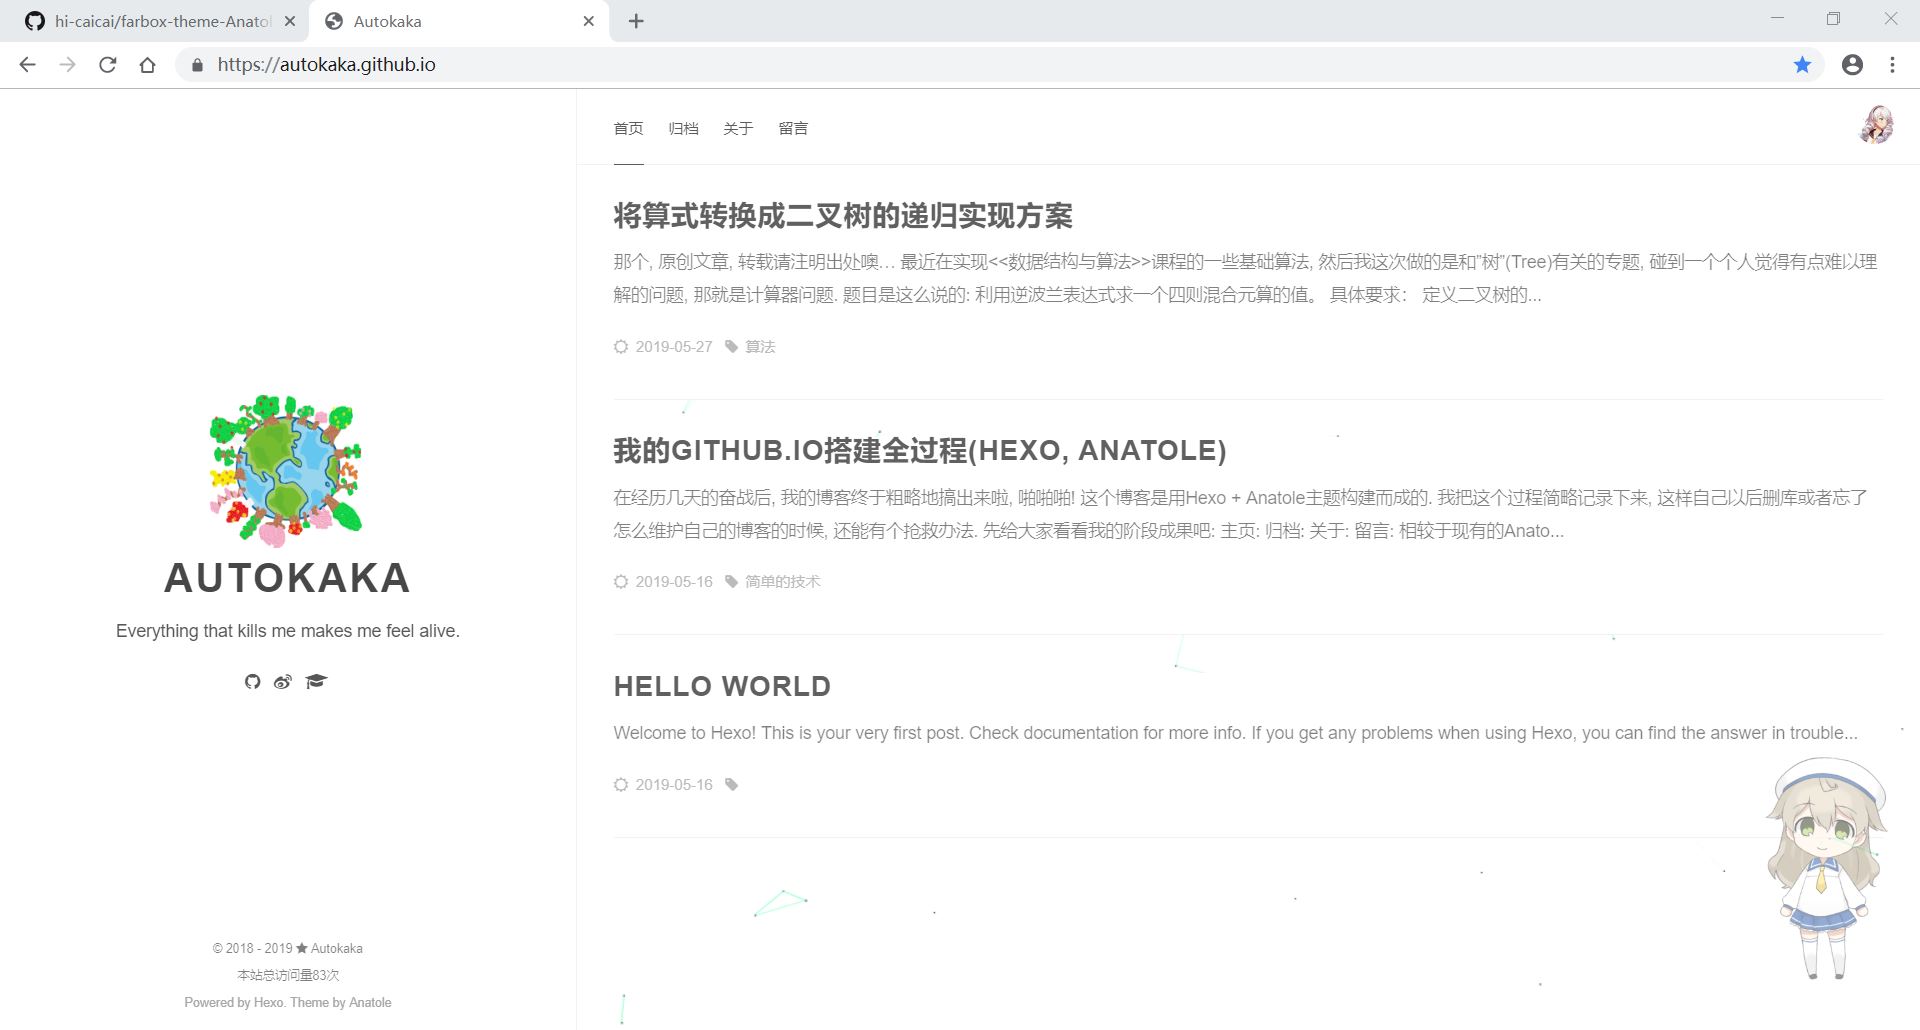 hi-caicai/farbox-theme-Anatol
Autokaka
https://autokaka.github.io
首页 归档 关于 留言
将算式转换成二叉树的递归实现方案
那个, 原创文章, 转载请注明出处噢… 最近在实现<<数据结构与算法>>课程的一些基础算法, 然后我这次做的是和”树”(Tree)有关的专题, 碰到一个个人觉得有点难以理
解的问题, 那就是计算器问题. 题目是这么说的: 利用逆波兰表达式求一个四则混合元算的值。 具体要求： 定义二叉树的...
2019-05-27 算法
我的GITHUB.IO搭建全过程(HEXO, ANATOLE)
在经历几天的奋战后, 我的博客终于粗略地搞出来啦, 啪啪啪! 这个博客是用Hexo + Anatole主题构建而成的. 我把这个过程简略记录下来, 这样自己以后删库或者忘了
怎么维护自己的博客的时候, 还能有个抢救办法. 先给大家看看我的阶段成果吧: 主页: 归档: 关于: 留言: 相较于现有的Anato...
2019-05-16 简单的技术
HELLO WORLD
Welcome to Hexo! This is your very first post. Check documentation for more info. If you get any problems when using Hexo, you can find the answer in trouble...
2019-05-16
AUTOKAKA
Everything that kills me makes me feel alive.
© 2018 - 2019 ★ Autokaka
本站总访问量83次
Powered by Hexo. Theme by Anatole